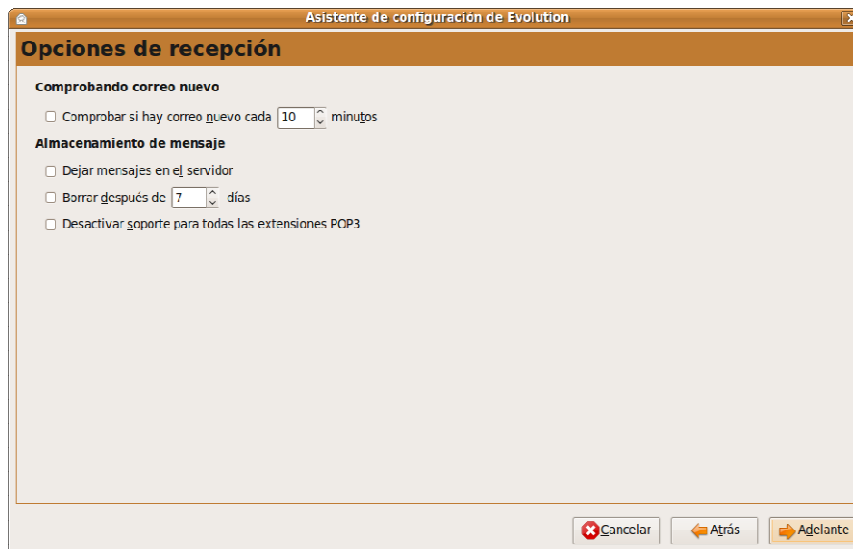 Asistente de configuración de Evolution
Opciones de recepción
Comprobando correo nuevo
Comprobar si hay correo nuevo cada 10 minutos
Almacenamiento de mensaje
Dejar mensajes en el servidor
Borrar después de 7 días
Desactivar soporte para todas las extensiones POP3
Cancelar Atrás Adelante